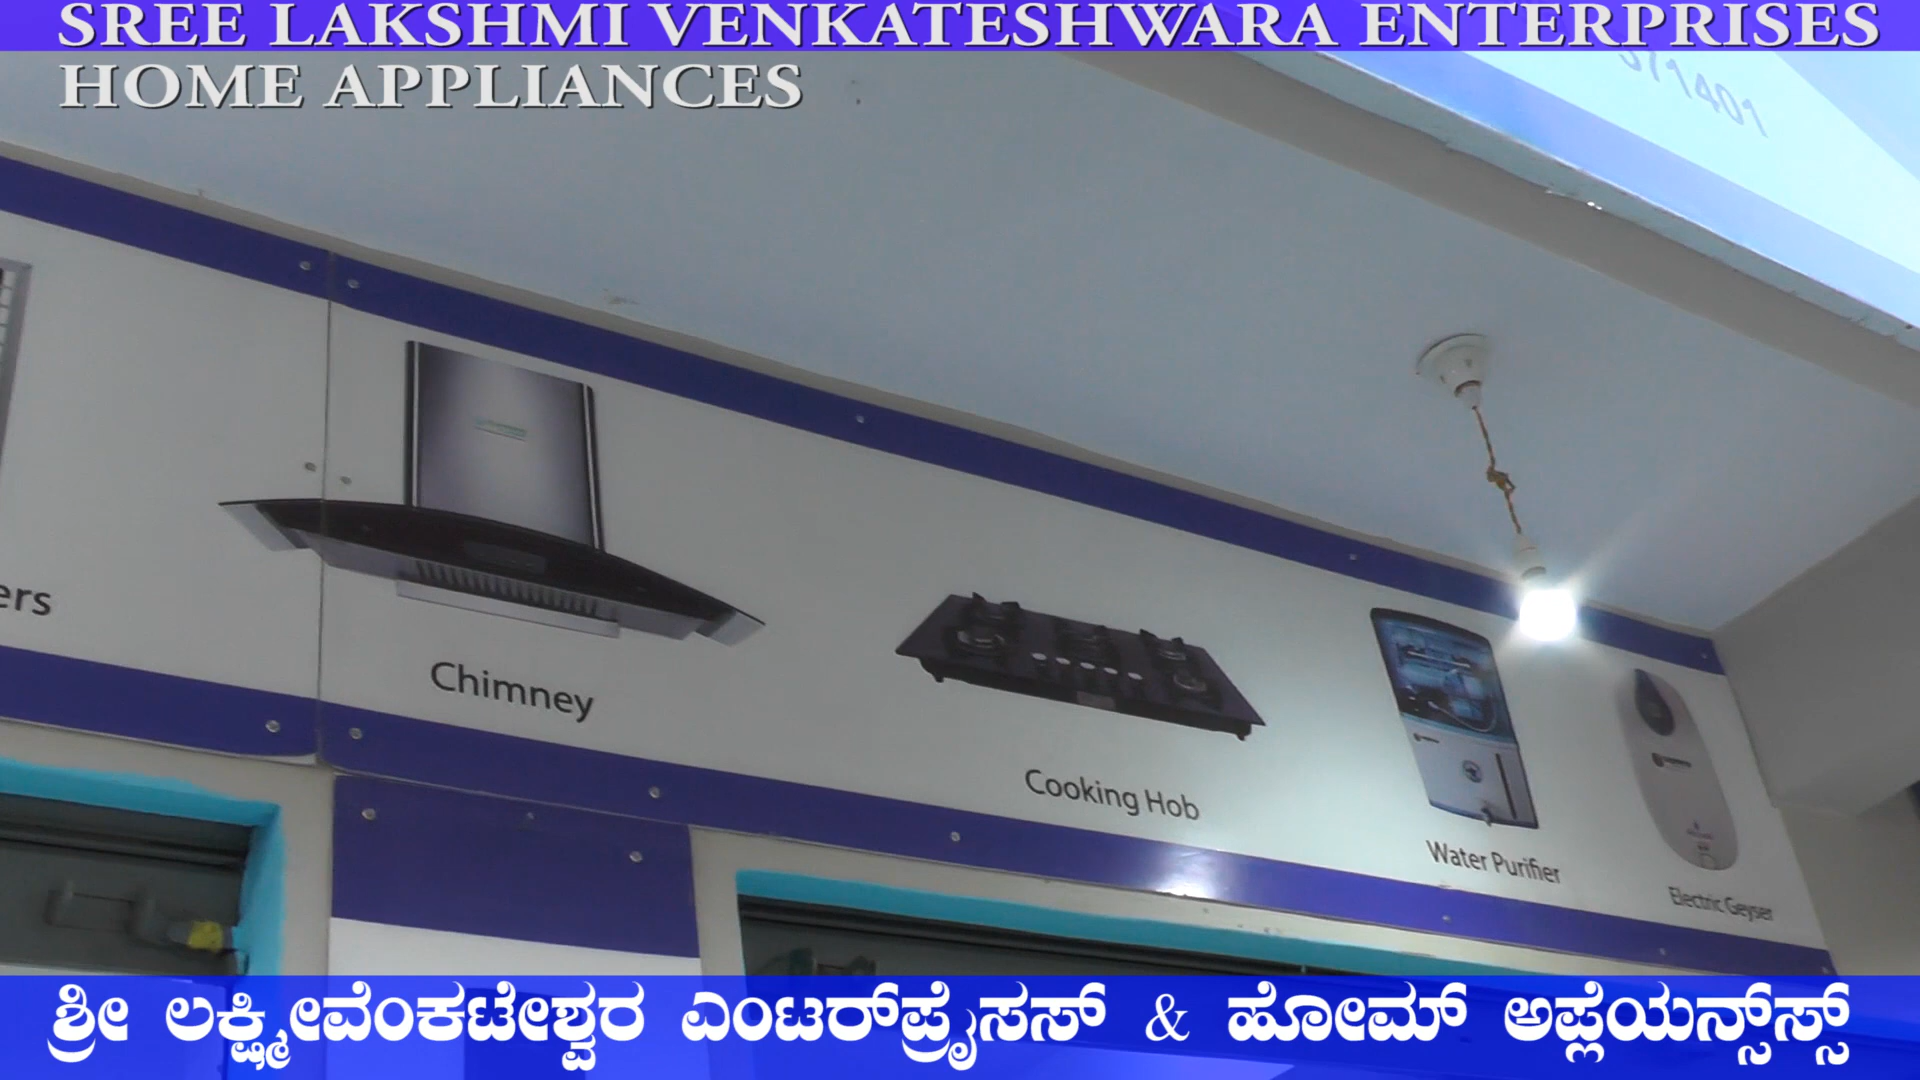 SREE LAKSHMI VENKATESHWARA ENTERPRISES
HOME APPLIANCES
371401
ers
Chimney
Cooking Hob
Water Purifier
Electric Geyser
ಶ್ರೀ ಲಕ್ಷ್ಮೀವೆಂಕಟೇಶ್ವರ ಎಂಟರ್‌ಪ್ರೈಸಸ್ & ಹೋಮ್ ಅಪ್ಲೆಯನ್ಸ್‌ಸ್ಸ್